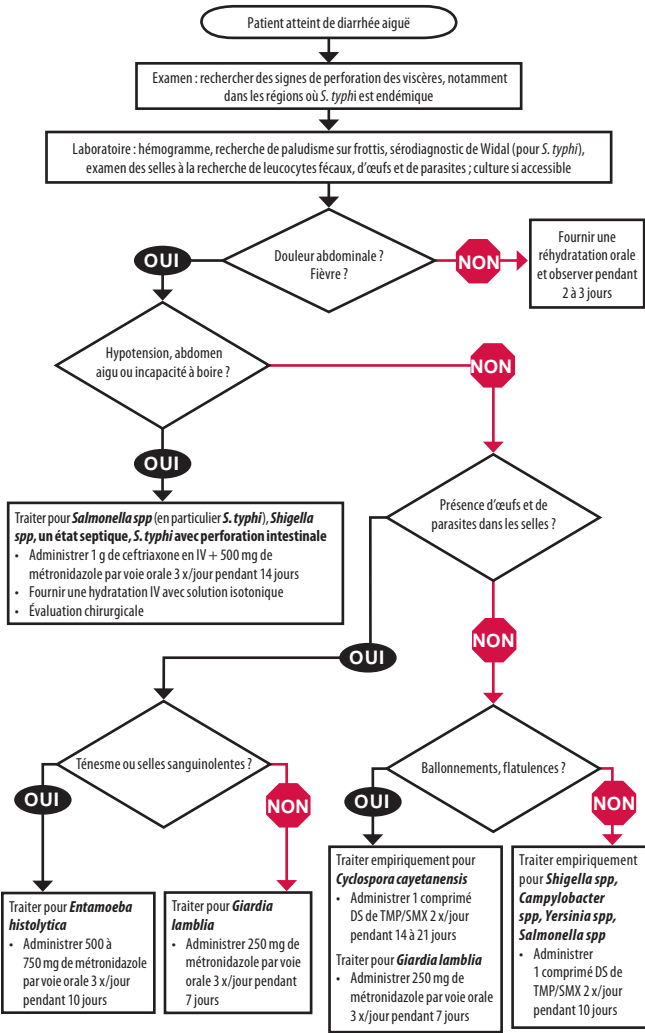 Patient atteint de diarrhée aiguë
Examen : rechercher des signes de perforation des viscères, notamment
dans les régions où S. typhi est endémique
Laboratoire : hémogramme, recherche de paludisme sur frottis, sérodiagnostic de Widal (pour S. typhi),
examen des selles à la recherche de leucocytes fécaux, d’œufs et de parasites ; culture si accessible
Douleur abdominale ?
Fièvre ?
OUI
NON
Fournir une
réhydratation orale
et observer pendant
2 à 3 jours
Hypotension, abdomen
aigu ou incapacité à boire ?
NON
OUI
Traiter pour Salmonella spp (en particulier S. typhi), Shigella
spp, un état septique, S. typhi avec perforation intestinale
• Administrer 1 g de ceftriaxone en IV + 500 mg de
métronidazole par voie orale 3 x/jour pendant 14 jours
• Fournir une hydratation IV avec solution isotonique
• Évaluation chirurgicale
Présence d’œufs et de
parasites dans les selles ?
OUI
NON
Ténesme ou selles sanguinolentes ?
OUI
NON
Ballonnements, flatulences ?
OUI
NON
Traiter pour Entamoeba
histolytica
• Administrer 500 à
750 mg de métronidazole
par voie orale 3 x/jour
pendant 10 jours
Traiter pour Giardia
lamblia
• Administrer 250 mg de
métronidazole par voie
orale 3 x/jour pendant
7 jours
Traiter empiriquement pour
Cyclospora cayetanensis
• Administrer 1 comprimé
DS de TMP/SMX 2 x/jour
pendant 14 à 21 jours
Traiter pour Giardia lamblia
• Administrer 250 mg de
métronidazole par voie orale
3 x/jour pendant 7 jours
Traiter empiriquement
pour Shigella spp,
Campylobacter
spp, Yersinia spp,
Salmonella spp
• Administrer
1 comprimé DS de
TMP/SMX 2 x/jour
pendant 10 jours